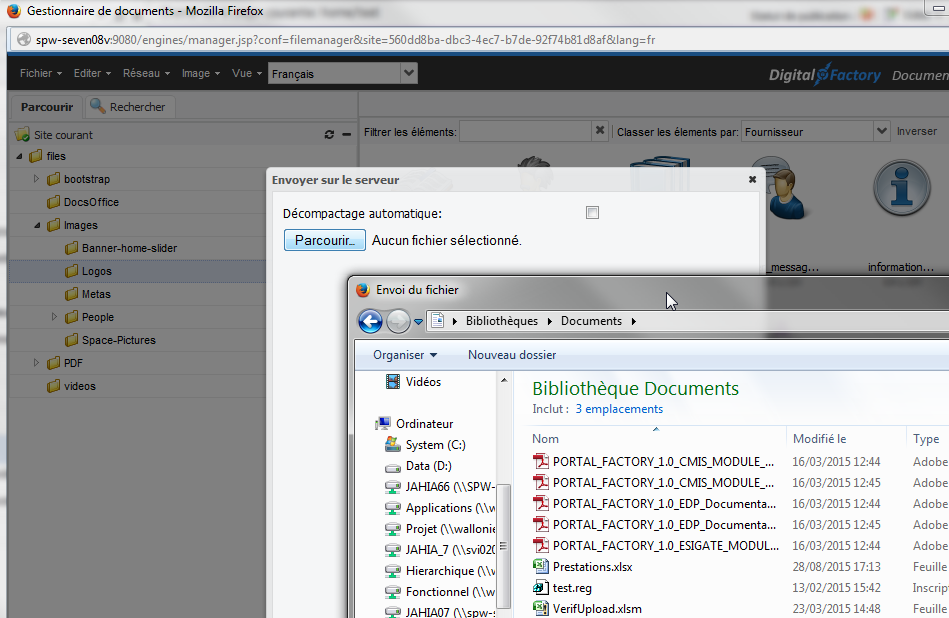 Gestionnaire de documents - Mozilla Firefox
spw-seven08v:9080/engines/manager.jsp?conf=filemanager&site=560dd8ba-dbc3-4ec7-b7de-92f74b81d8af&lang=fr
Fichier Editer Réseau Image Vue Français Digital Factory Documen
Parcourir Rechercher
Site courant
Filtrer les éléments: Classer les élements par: Fournisseur Inverser
files
bootstrap
DocsOffice
Images
Banner-home-slider
Logos
Metas
People
Space-Pictures
PDF
videos
_messag... information...
Envoyer sur le serveur
Décompactage automatique:
Parcourir_ Aucun fichier sélectionné.
Envoi du fichier
Bibliothèques Documents
Organiser Nouveau dossier
Vidéos
Ordinateur
System (C:)
Data (D:)
JAHIA66 (\\SPW-
Applications (\\w
Projet (\\wallonie
JAHIA_7 (\\svi020
Hierarchique (\\w
Fonctionnel (\\w
JAHIA07 (\\spw-s
Bibliothèque Documents
Inclut : 3 emplacements
Nom Modifié le Type
PORTAL_FACTORY_1.0_CMIS_MODULE_... 16/03/2015 12:44 Adobe
PORTAL_FACTORY_1.0_CMIS_MODULE_... 16/03/2015 12:45 Adobe
PORTAL_FACTORY_1.0_EDP_Documenta... 16/03/2015 12:44 Adobe
PORTAL_FACTORY_1.0_EDP_Documenta... 16/03/2015 12:45 Adobe
PORTAL_FACTORY_1.0_ESIGATE_MODUL... 16/03/2015 12:44 Adobe
Prestations.xlsx 28/08/2015 17:13 Feuille
test.reg 13/02/2015 15:42 Inscrip
VerifUpload.xlsm 23/03/2015 14:48 Feuille